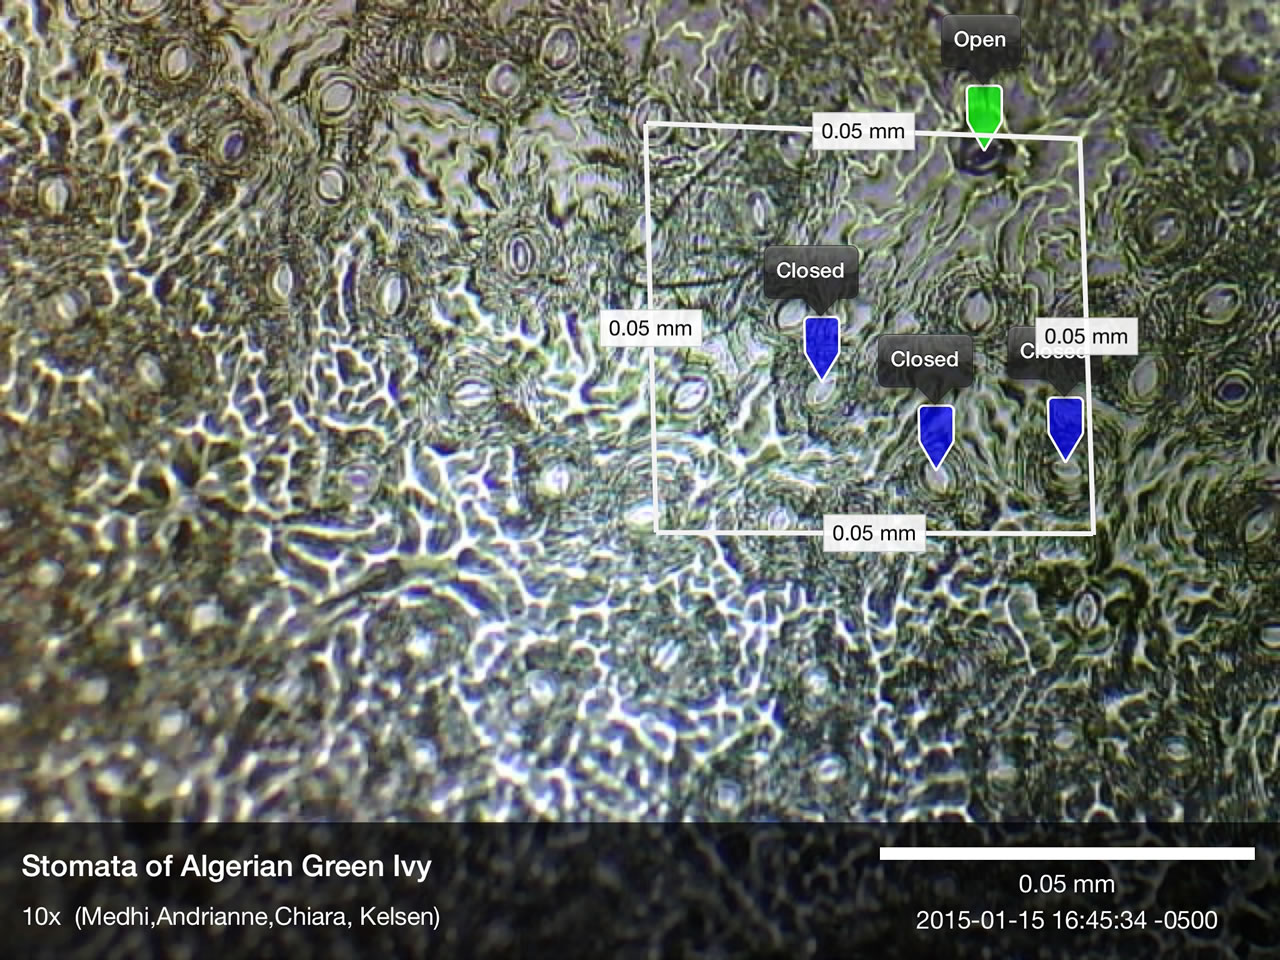 Open
0.05 mm
Closed
0.05 mm
0.05 mm
Closed
Closed
0.05 mm
Stomata of Algerian Green Ivy
10x (Medhi,Andrianne,Chiara, Kelsen)
0.05 mm
2015-01-15 16:45:34 -0500